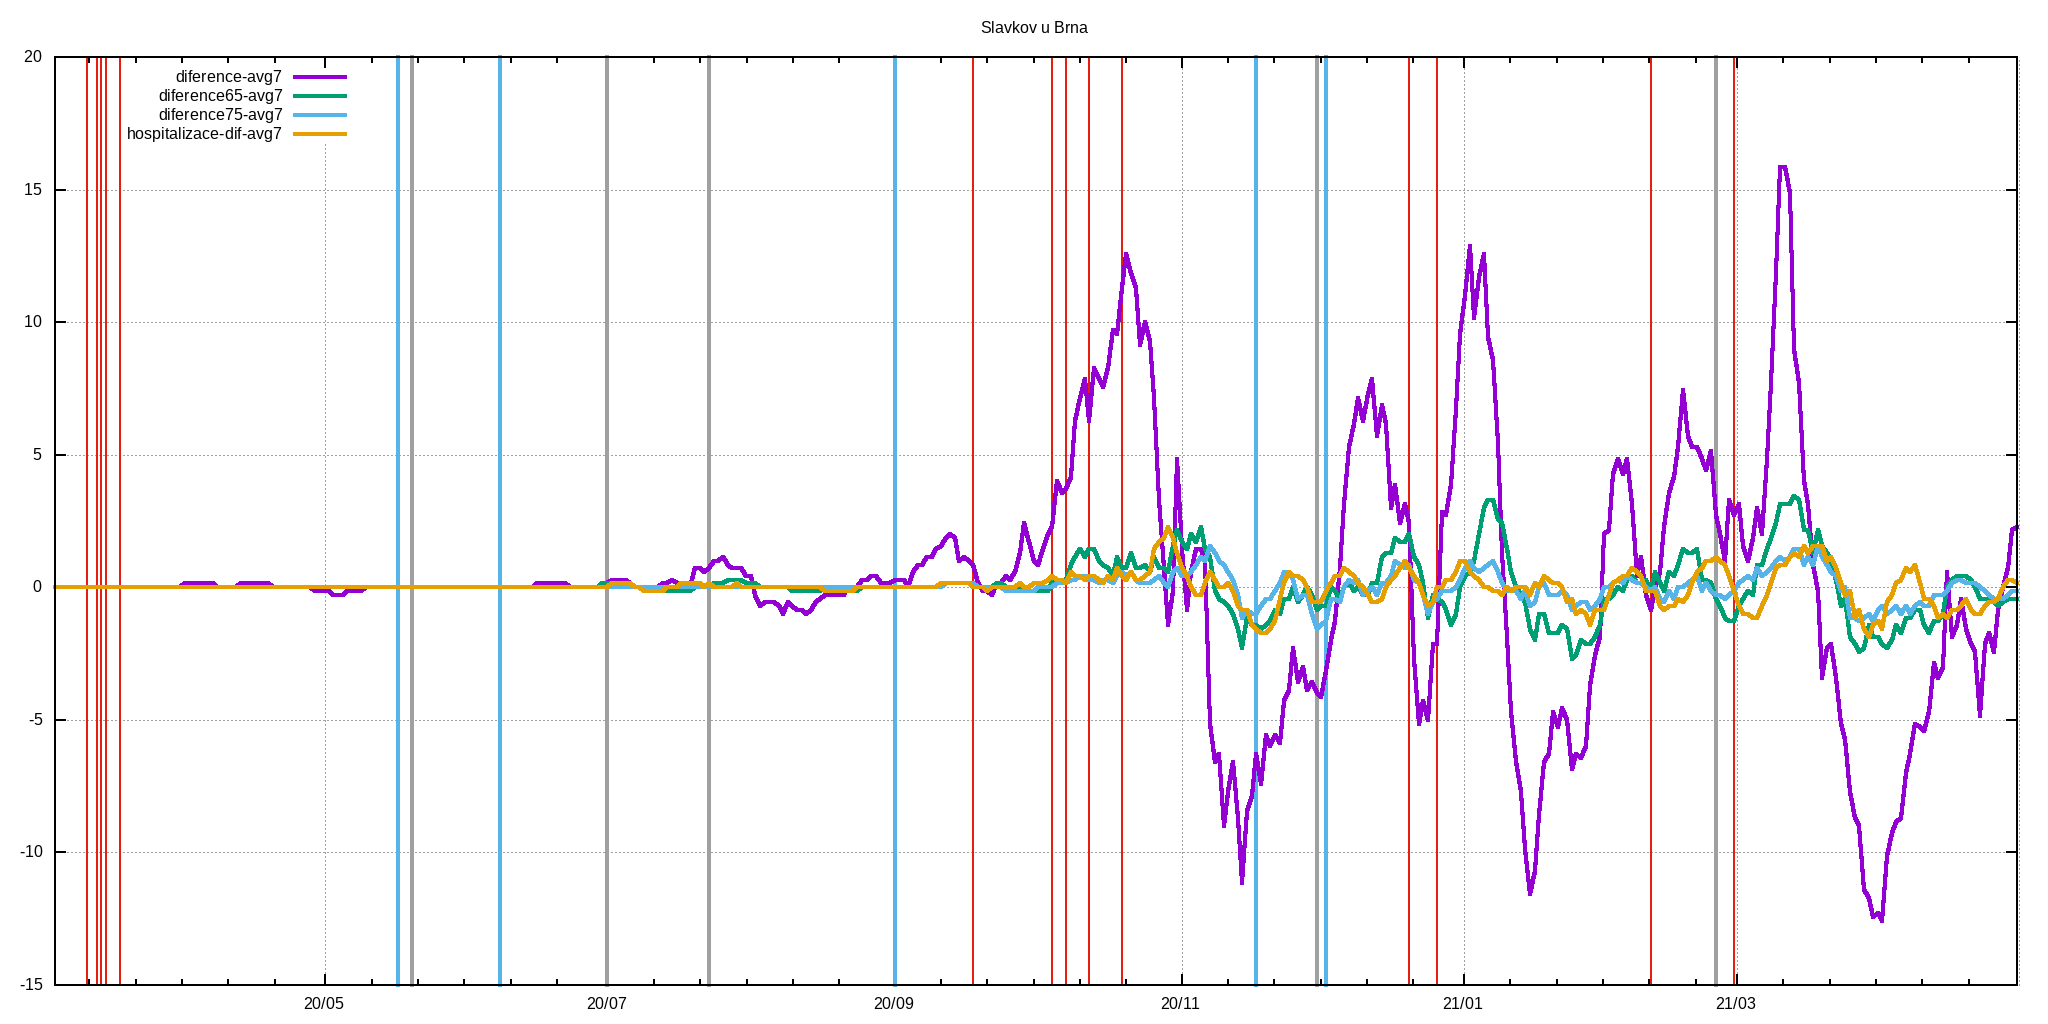 Slavkov u Brna
20
diference-avg7
diference65-avg7
diference75-avg7
hospitalizace-dif-avg7
15
10
5
0
-5
-10
-15
20/05 20/07 20/09 20/11 21/01 21/03